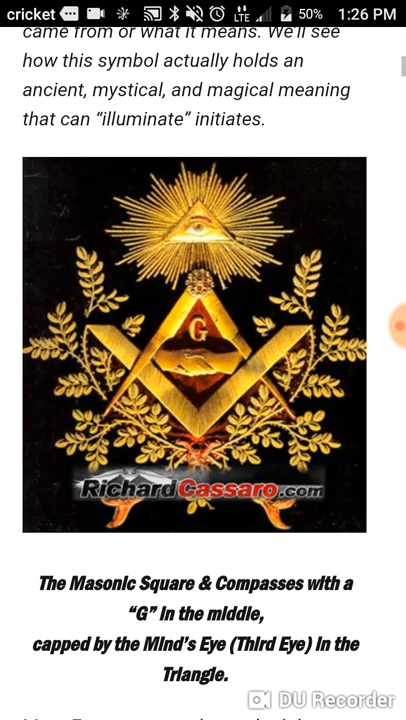 cricket LTE 50% 1:26 PM
came from or what it means. We'll see
how this symbol actually holds an
ancient, mystical, and magical meaning
that can “illuminate” initiates.
G
RichardCassaro.com
The Masonic Square & Compasses with a
“G” in the middle,
capped by the Mind’s Eye (Third Eye) in the
Triangle.
DU Recorder